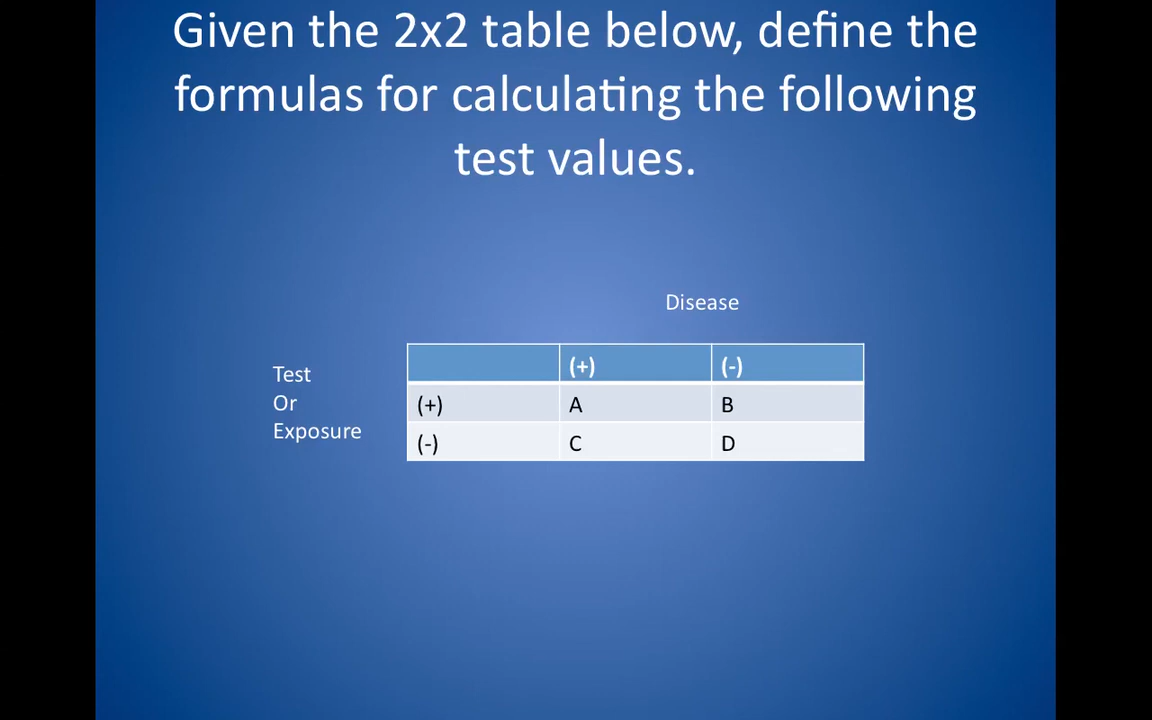 Given the 2x2 table below, define the
formulas for calculating the following
test values.
Disease
Test
Or
Exposure
(+) (-)
(+) A B
(-) C D